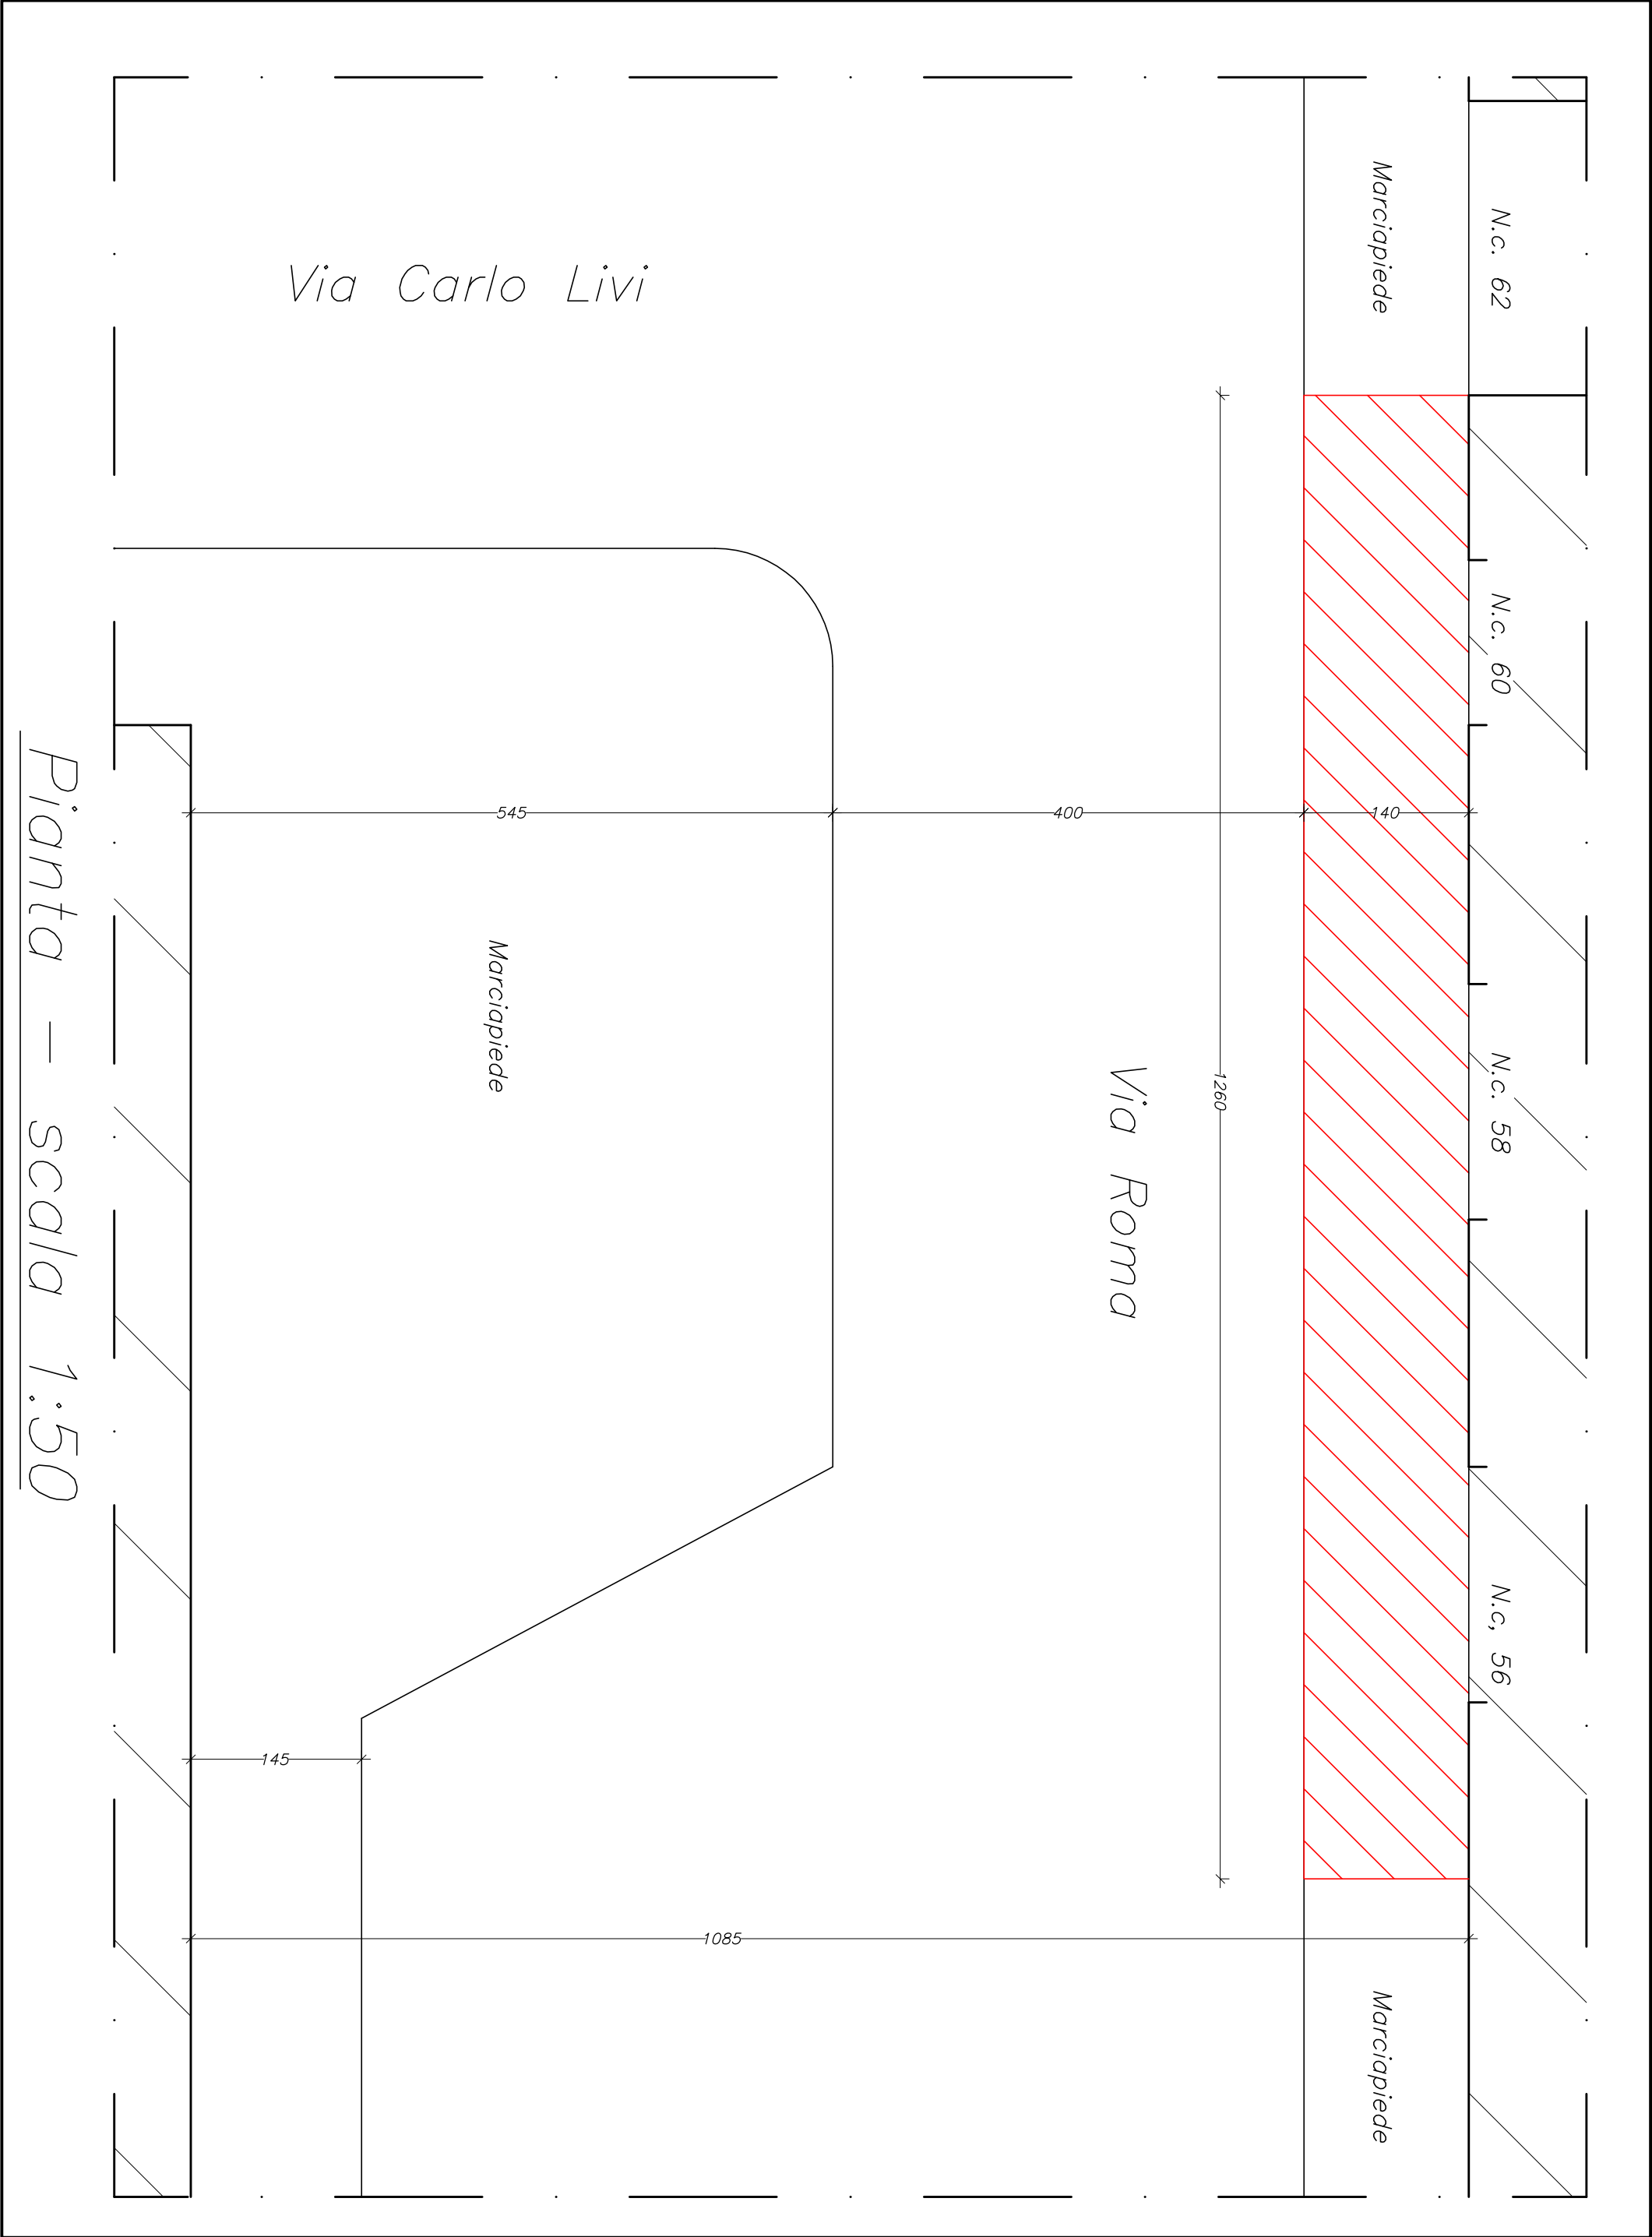 N.c. 62
N.c. 60
N.c. 58
N.c, 56
Marciapiede
Marciapiede
140
1260
Via Roma
400
Via Carlo Livi
Marciapiede
545
1085
145
Pianta – scala 1:50